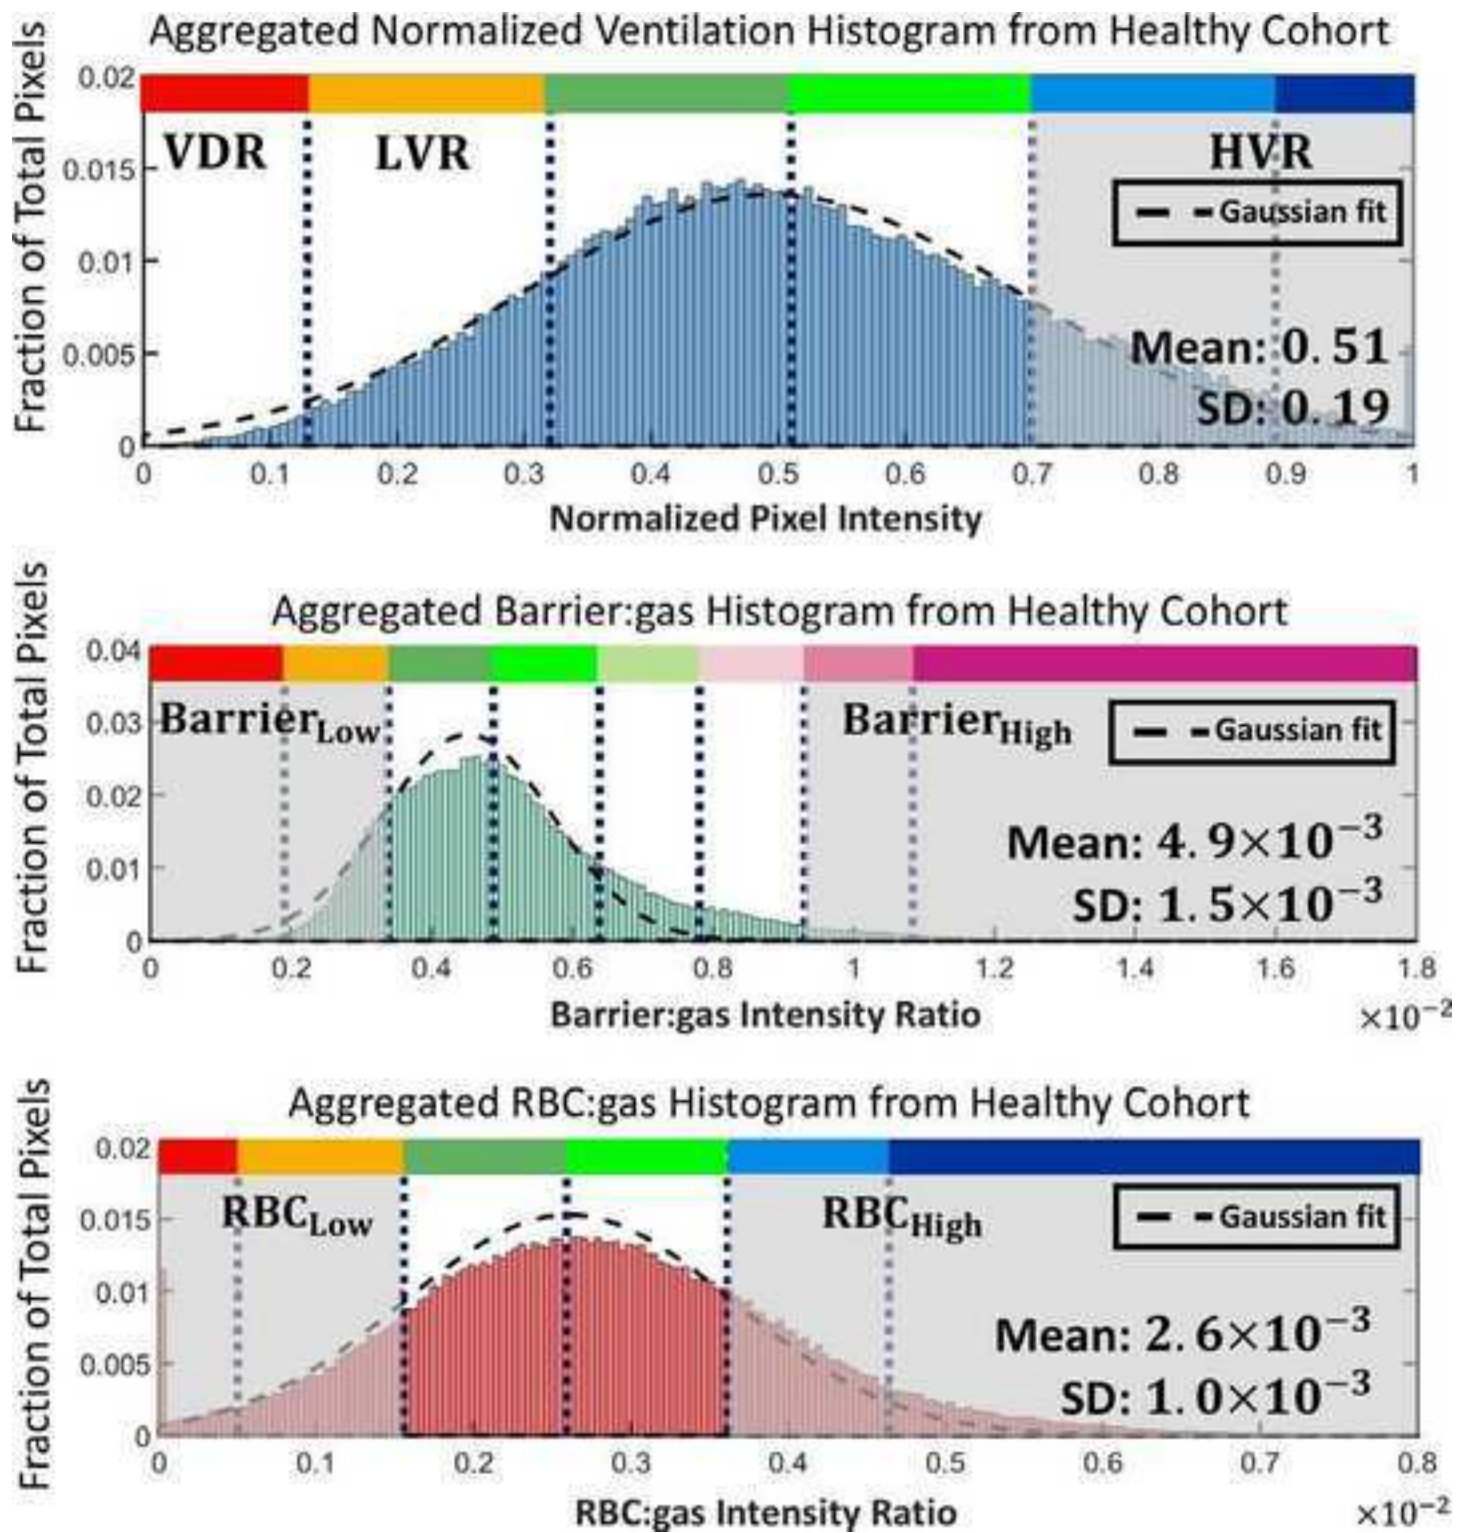 Aggregated Normalized Ventilation Histogram from Healthy Cohort
Fraction of Total Pixels
0.02
0.015
0.01
0.005
0
VDR
LVR
HVR
Gaussian fit
Mean: 0.51
SD: 0.19
0 0.1 0.2 0.3 0.4 0.5 0.6 0.7 0.8 0.9 1
Normalized Pixel Intensity
Aggregated Barrier:gas Histogram from Healthy Cohort
Fraction of Total Pixels
0.04
0.03
0.02
0.01
0
BarrierLow
BarrierHigh
Gaussian fit
Mean: 4.9×10⁻³
SD: 1.5×10⁻³
0 0.2 0.4 0.6 0.8 1 1.2 1.4 1.6 1.8
Barrier:gas Intensity Ratio
×10⁻²
Aggregated RBC:gas Histogram from Healthy Cohort
Fraction of Total Pixels
0.02
0.015
0.01
0.005
0
RBCLow
RBCHigh
Gaussian fit
Mean: 2.6×10⁻³
SD: 1.0×10⁻³
0 0.1 0.2 0.3 0.4 0.5 0.6 0.7 0.8
RBC:gas Intensity Ratio
×10⁻²